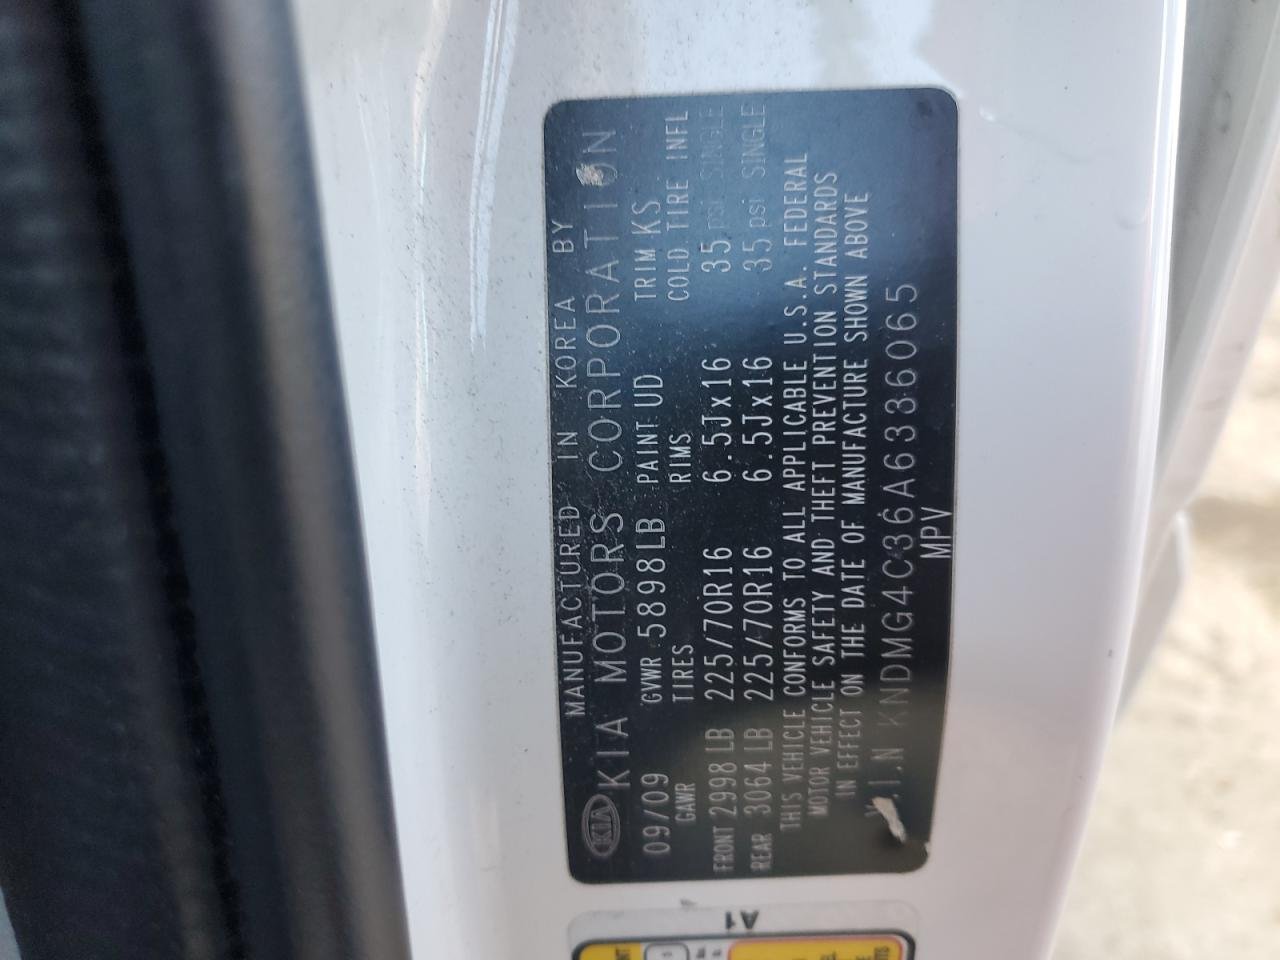 MANUFACTURED IN KOREA BY
KIA KIA MOTORS CORPORATION
09/09 GVWR 5898LB PAINT UD TRIM KS
GAWR TIRES RIMS COLD TIRE INFL
FRONT 2998 LB 225/70R16 6.5Jx16 35 psi SINGLE
REAR 3064 LB 225/70R16 6.5Jx16 35 psi SINGLE
THIS VEHICLE CONFORMS TO ALL APPLICABLE U.S.A. FEDERAL
MOTOR VEHICLE SAFETY AND THEFT PREVENTION STANDARDS
IN EFFECT ON THE DATE OF MANUFACTURE SHOWN ABOVE
V.I.N KNDMG4C36A6336065
MPV
A1